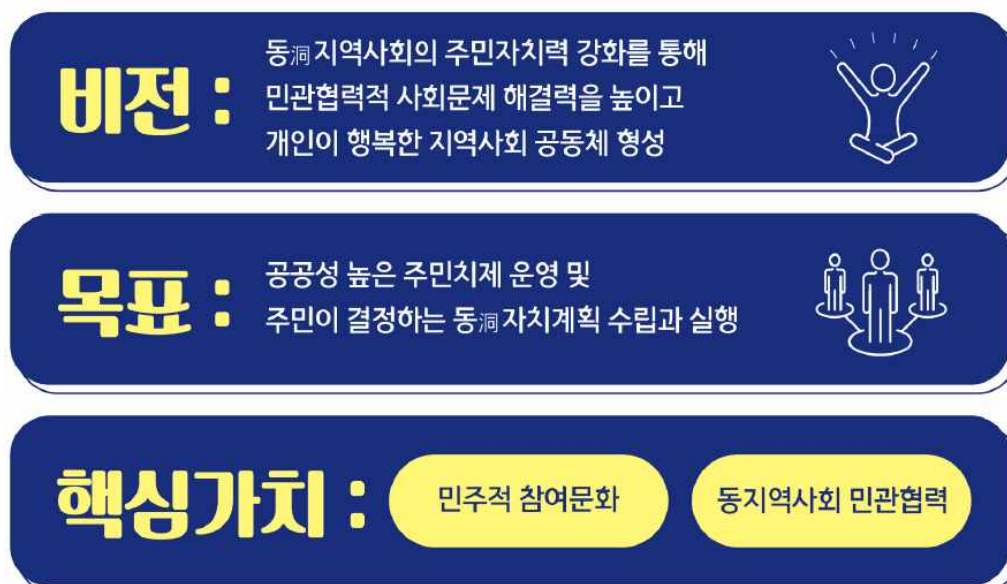 비전 :
동洞지역사회의 주민자치력 강화를 통해
민관협력적 사회문제 해결력을 높이고
개인이 행복한 지역사회 공동체 형성
목표 :
공공성 높은 주민치제 운영 및
주민이 결정하는 동洞자치계획 수립과 실행
핵심가치 :
민주적 참여문화
동지역사회 민관협력